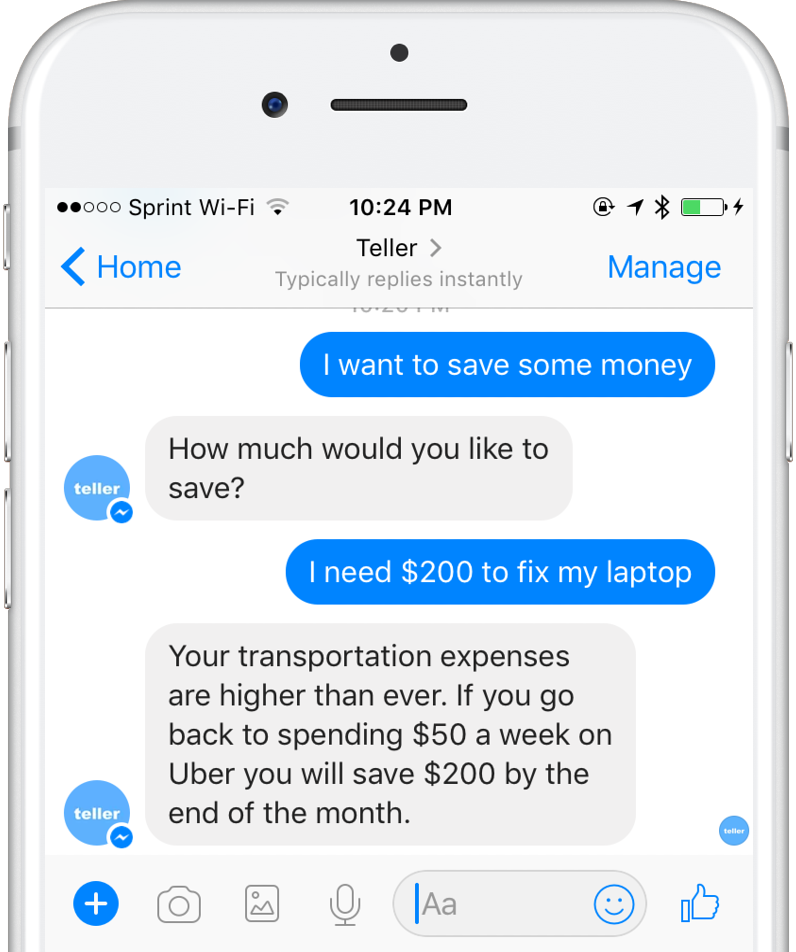 Sprint Wi-Fi 10:24 PM
Teller
Home Typically replies instantly Manage
I want to save some money
How much would you like to
save?
teller
I need $200 to fix my laptop
Your transportation expenses
are higher than ever. If you go
back to spending $50 a week on
Uber you will save $200 by the
end of the month.
teller
teller
Aa